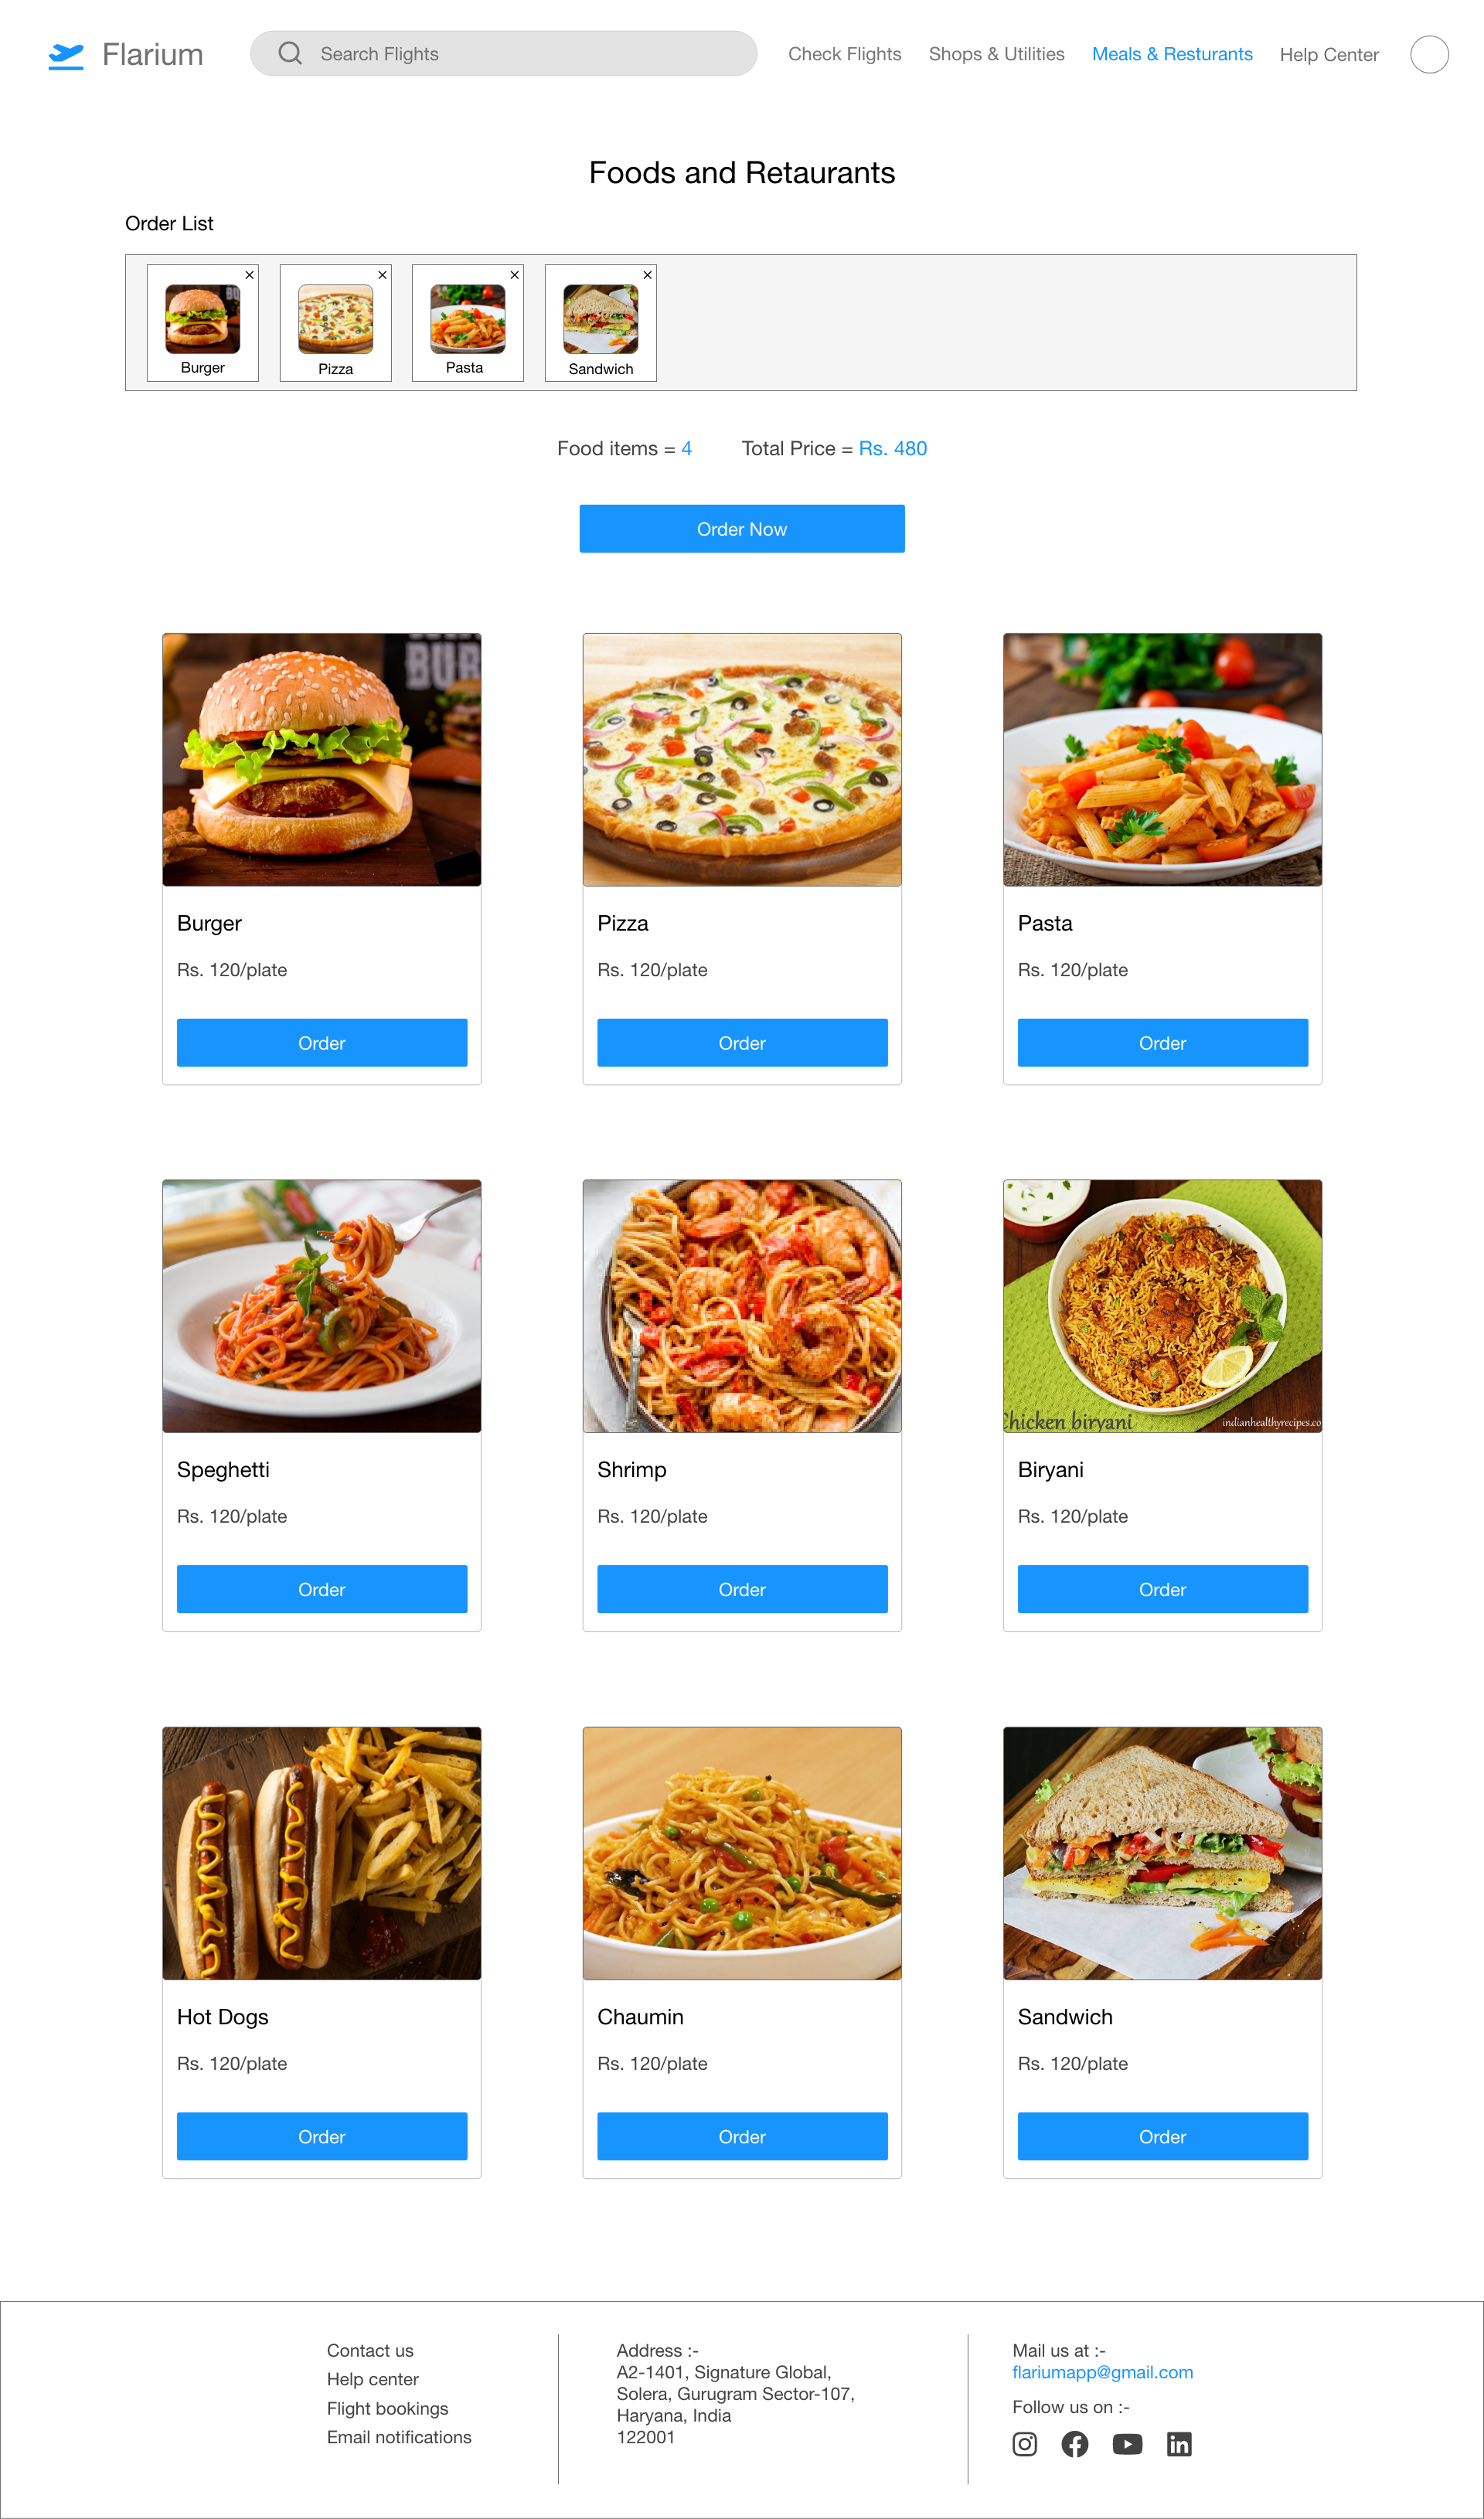 Flarium
Search Flights
Check Flights
Shops & Utilities
Meals & Resturants
Help Center
Foods and Retaurants
Order List
Burger
Pizza
Pasta
Sandwich
Food items = 4
Total Price = Rs. 480
Order Now
BUR
Burger
Rs. 120/plate
Order
Pizza
Rs. 120/plate
Order
Pasta
Rs. 120/plate
Order
Speghetti
Rs. 120/plate
Order
Shrimp
Rs. 120/plate
Order
Chicken biryani
indianhealthyrecipes.co
Biryani
Rs. 120/plate
Order
Hot Dogs
Rs. 120/plate
Order
Chaumin
Rs. 120/plate
Order
Sandwich
Rs. 120/plate
Order
Contact us
Help center
Flight bookings
Email notifications
Address :-
A2-1401, Signature Global,
Solera, Gurugram Sector-107,
Haryana, India
122001
Mail us at :-
flariumapp@gmail.com
Follow us on :-